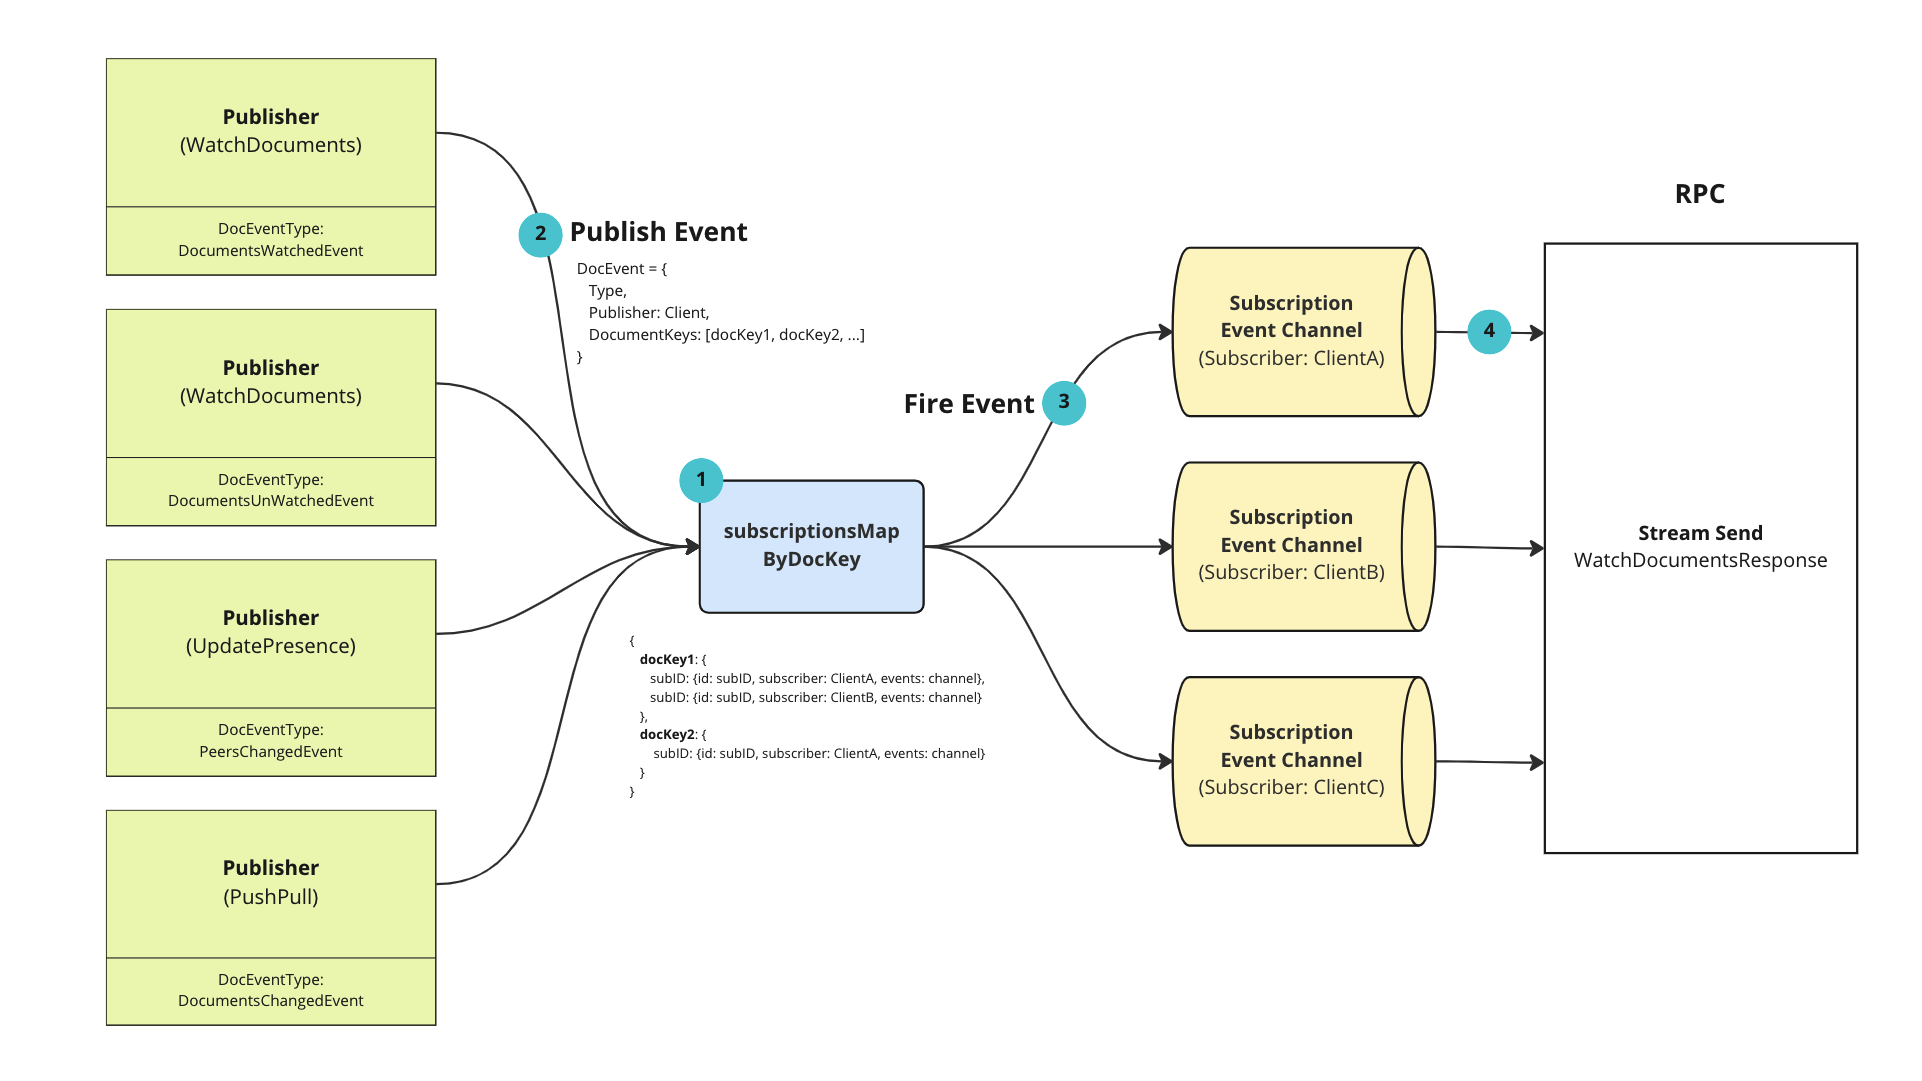 Publisher
(WatchDocuments)
DocEventType:
DocumentsWatchedEvent
Publisher
(WatchDocuments)
DocEventType:
DocumentsUnWatchedEvent
Publisher
(UpdatePresence)
DocEventType:
PeersChangedEvent
Publisher
(PushPull)
DocEventType:
DocumentsChangedEvent
2
Publish Event
DocEvent = {
Type,
Publisher: Client,
DocumentKeys: [docKey1, docKey2, ...]
}
1
subscriptionsMap
ByDocKey
{
docKey1: {
subID: {id: subID, subscriber: ClientA, events: channel},
subID: {id: subID, subscriber: ClientB, events: channel}
},
docKey2: {
subID: {id: subID, subscriber: ClientA, events: channel}
}
}
Fire Event
3
Subscription
Event Channel
(Subscriber: ClientA)
Subscription
Event Channel
(Subscriber: ClientB)
Subscription
Event Channel
(Subscriber: ClientC)
4
RPC
Stream Send
WatchDocumentsResponse